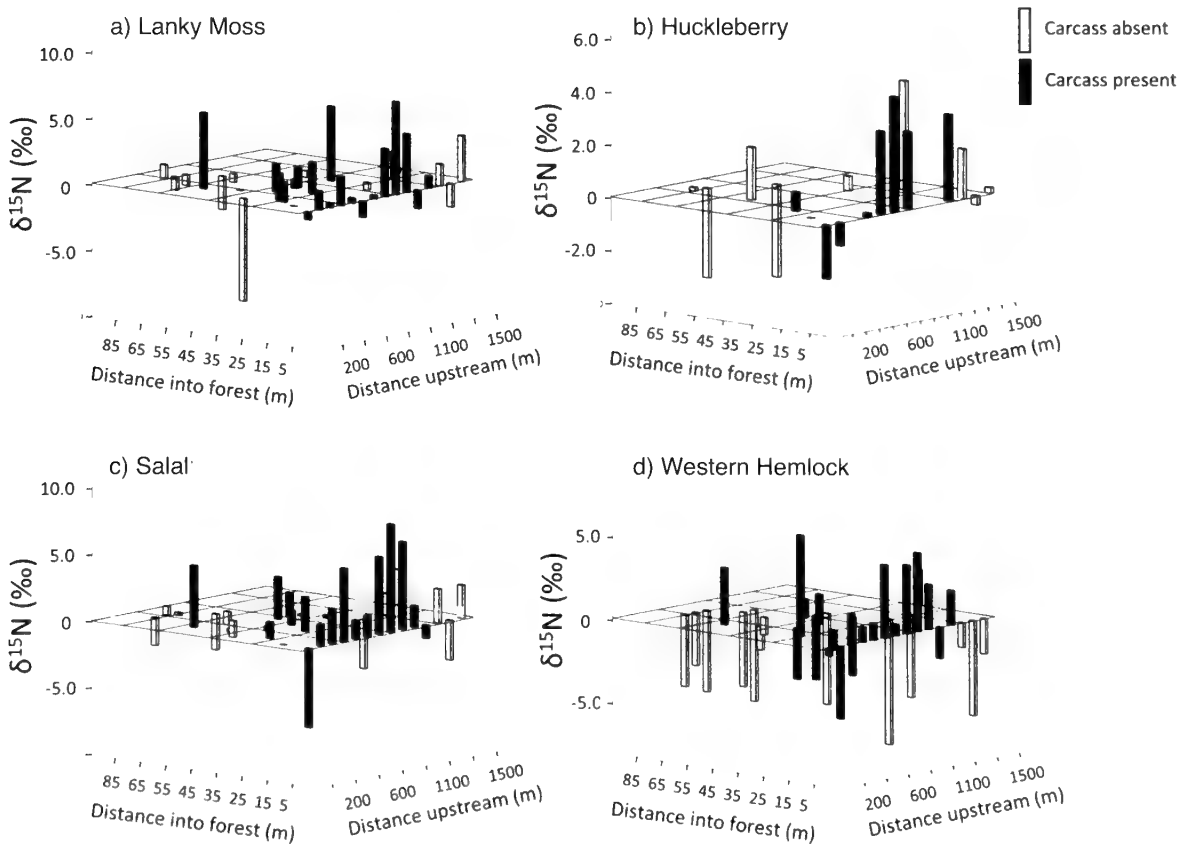 a) Lanky Moss
10.0
5.0
0
-5.0
δ15N (‰)
85 65 55 45 35 25 15 5
Distance into forest (m)
200 600 1100 1500
Distance upstream (m)
b) Huckleberry
6.0
4.0
2.0
0
-2.0
δ15N (‰)
85 65 55 45 35 25 15 5
Distance into forest (m)
200 600 1100 1500
Distance upstream (m)
Carcass absent
Carcass present
c) Salal
10.0
5.0
0
-5.0
δ15N (‰)
85 65 55 45 35 25 15 5
Distance into forest (m)
200 600 1100 1500
Distance upstream (m)
d) Western Hemlock
5.0
0
-5.0
δ15N (‰)
85 65 55 45 35 25 15 5
Distance into forest (m)
200 600 1100 1500
Distance upstream (m)